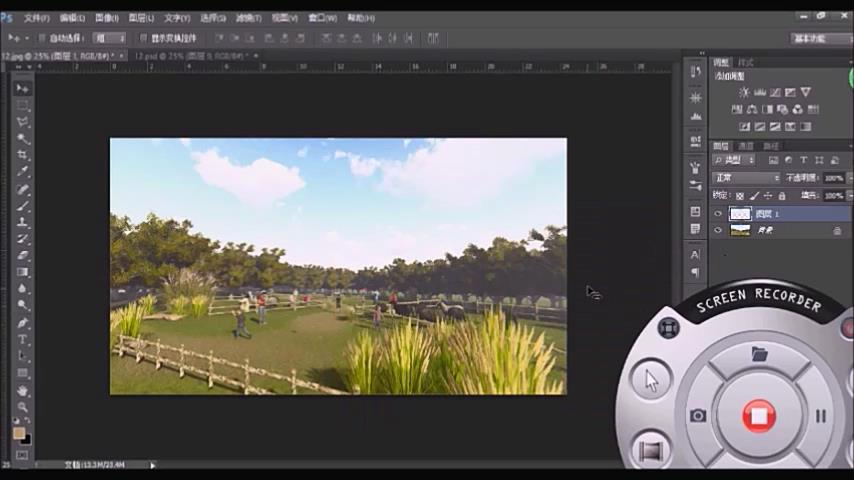 文件(F) 编辑(E) 图像(I) 图层(L) 文字(Y) 选择(S) 滤镜(T) 视图(V) 窗口(W) 帮助(H)
自动选择: 组 显示变换控件 基本功能
12.jpg @ 25% (图层 1, RGB/8#) * × 12.psd @ 25% (图层 9, RGB/8#) * ×
调整 样式
添加调整
图层 通道 路径
类型
正常 不透明度: 100%
锁定: 填充: 100%
图层 1
背景
SCREEN RECORDER
25 文档:13.3M/23.4M